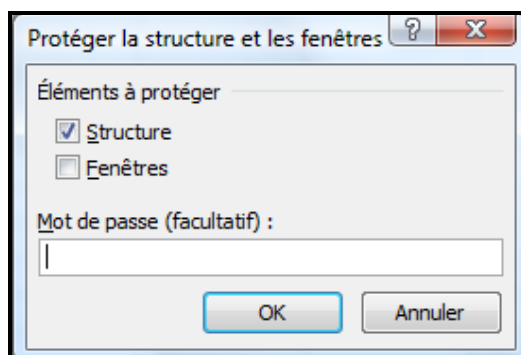 Protéger la structure et les fenêtres
Éléments à protéger
Structure
Fenêtres
Mot de passe (facultatif) :
OK
Annuler